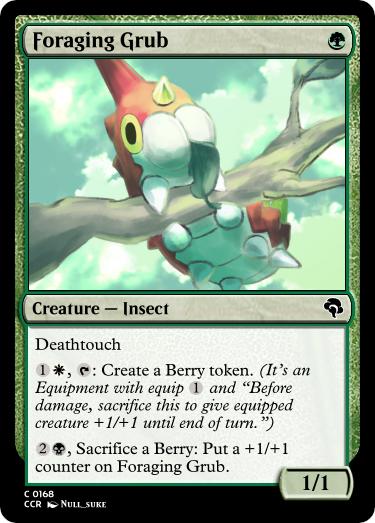 Foraging Grub
Creature — Insect
Deathtouch
1, : Create a Berry token. (It's an
Equipment with equip 1 and “Before
damage, sacrifice this to give equipped
creature +1/+1 until end of turn.”)
2, Sacrifice a Berry: Put a +1/+1
counter on Foraging Grub.
1/1
C 0168
CCR Null_suke